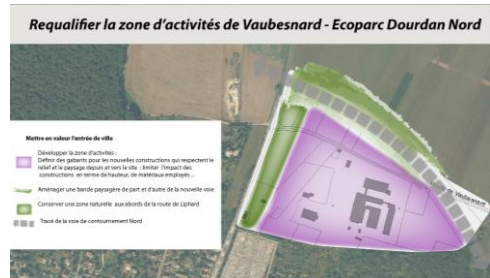 Requalifier la zone d'activités de Vaubesnard - Ecoparc Dourdan Nord
Mettre en valeur l'entrée de ville
Développer la zone d'activités :
Définir des gabarits pour les nouvelles constructions qui respectent le
relief et le paysage depuis et vers le site : limiter l'impact des
constructions en terme de hauteur, de matériaux employés ...
Aménager une bande paysagère de part et d'autre de la nouvelle voie
Conserver une zone naturelle aux abords de la route de Liphard
Tracé de la voie de contournement Nord
de Vaubesnard